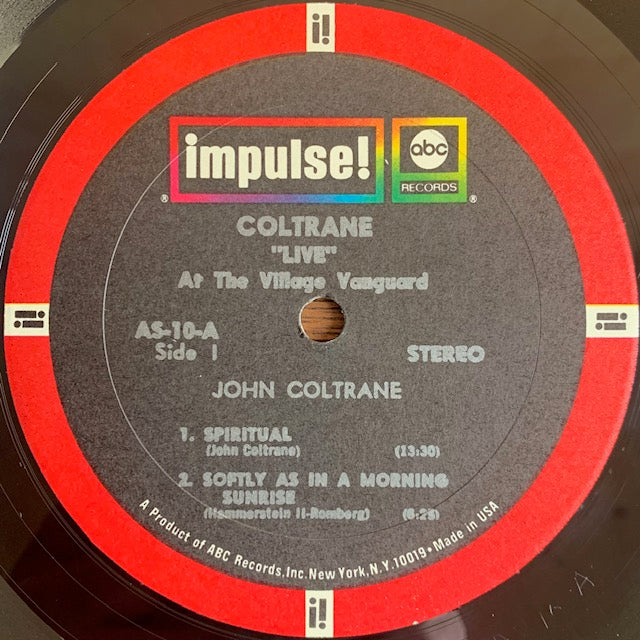 i!
impulse!
abc
RECORDS
® ®
COLTRANE
"LIVE"
At The Village Vanguard
AS-10-A
Side 1
STEREO
JOHN COLTRANE
1. SPIRITUAL
(John Coltrane) (13:30)
2. SOFTLY AS IN A MORNING
SUNRISE
(Hammerstein II-Romberg) (6:25)
A Product of ABC Records, Inc. New York, N.Y. 10019 • Made in USA
i!
i!
i!